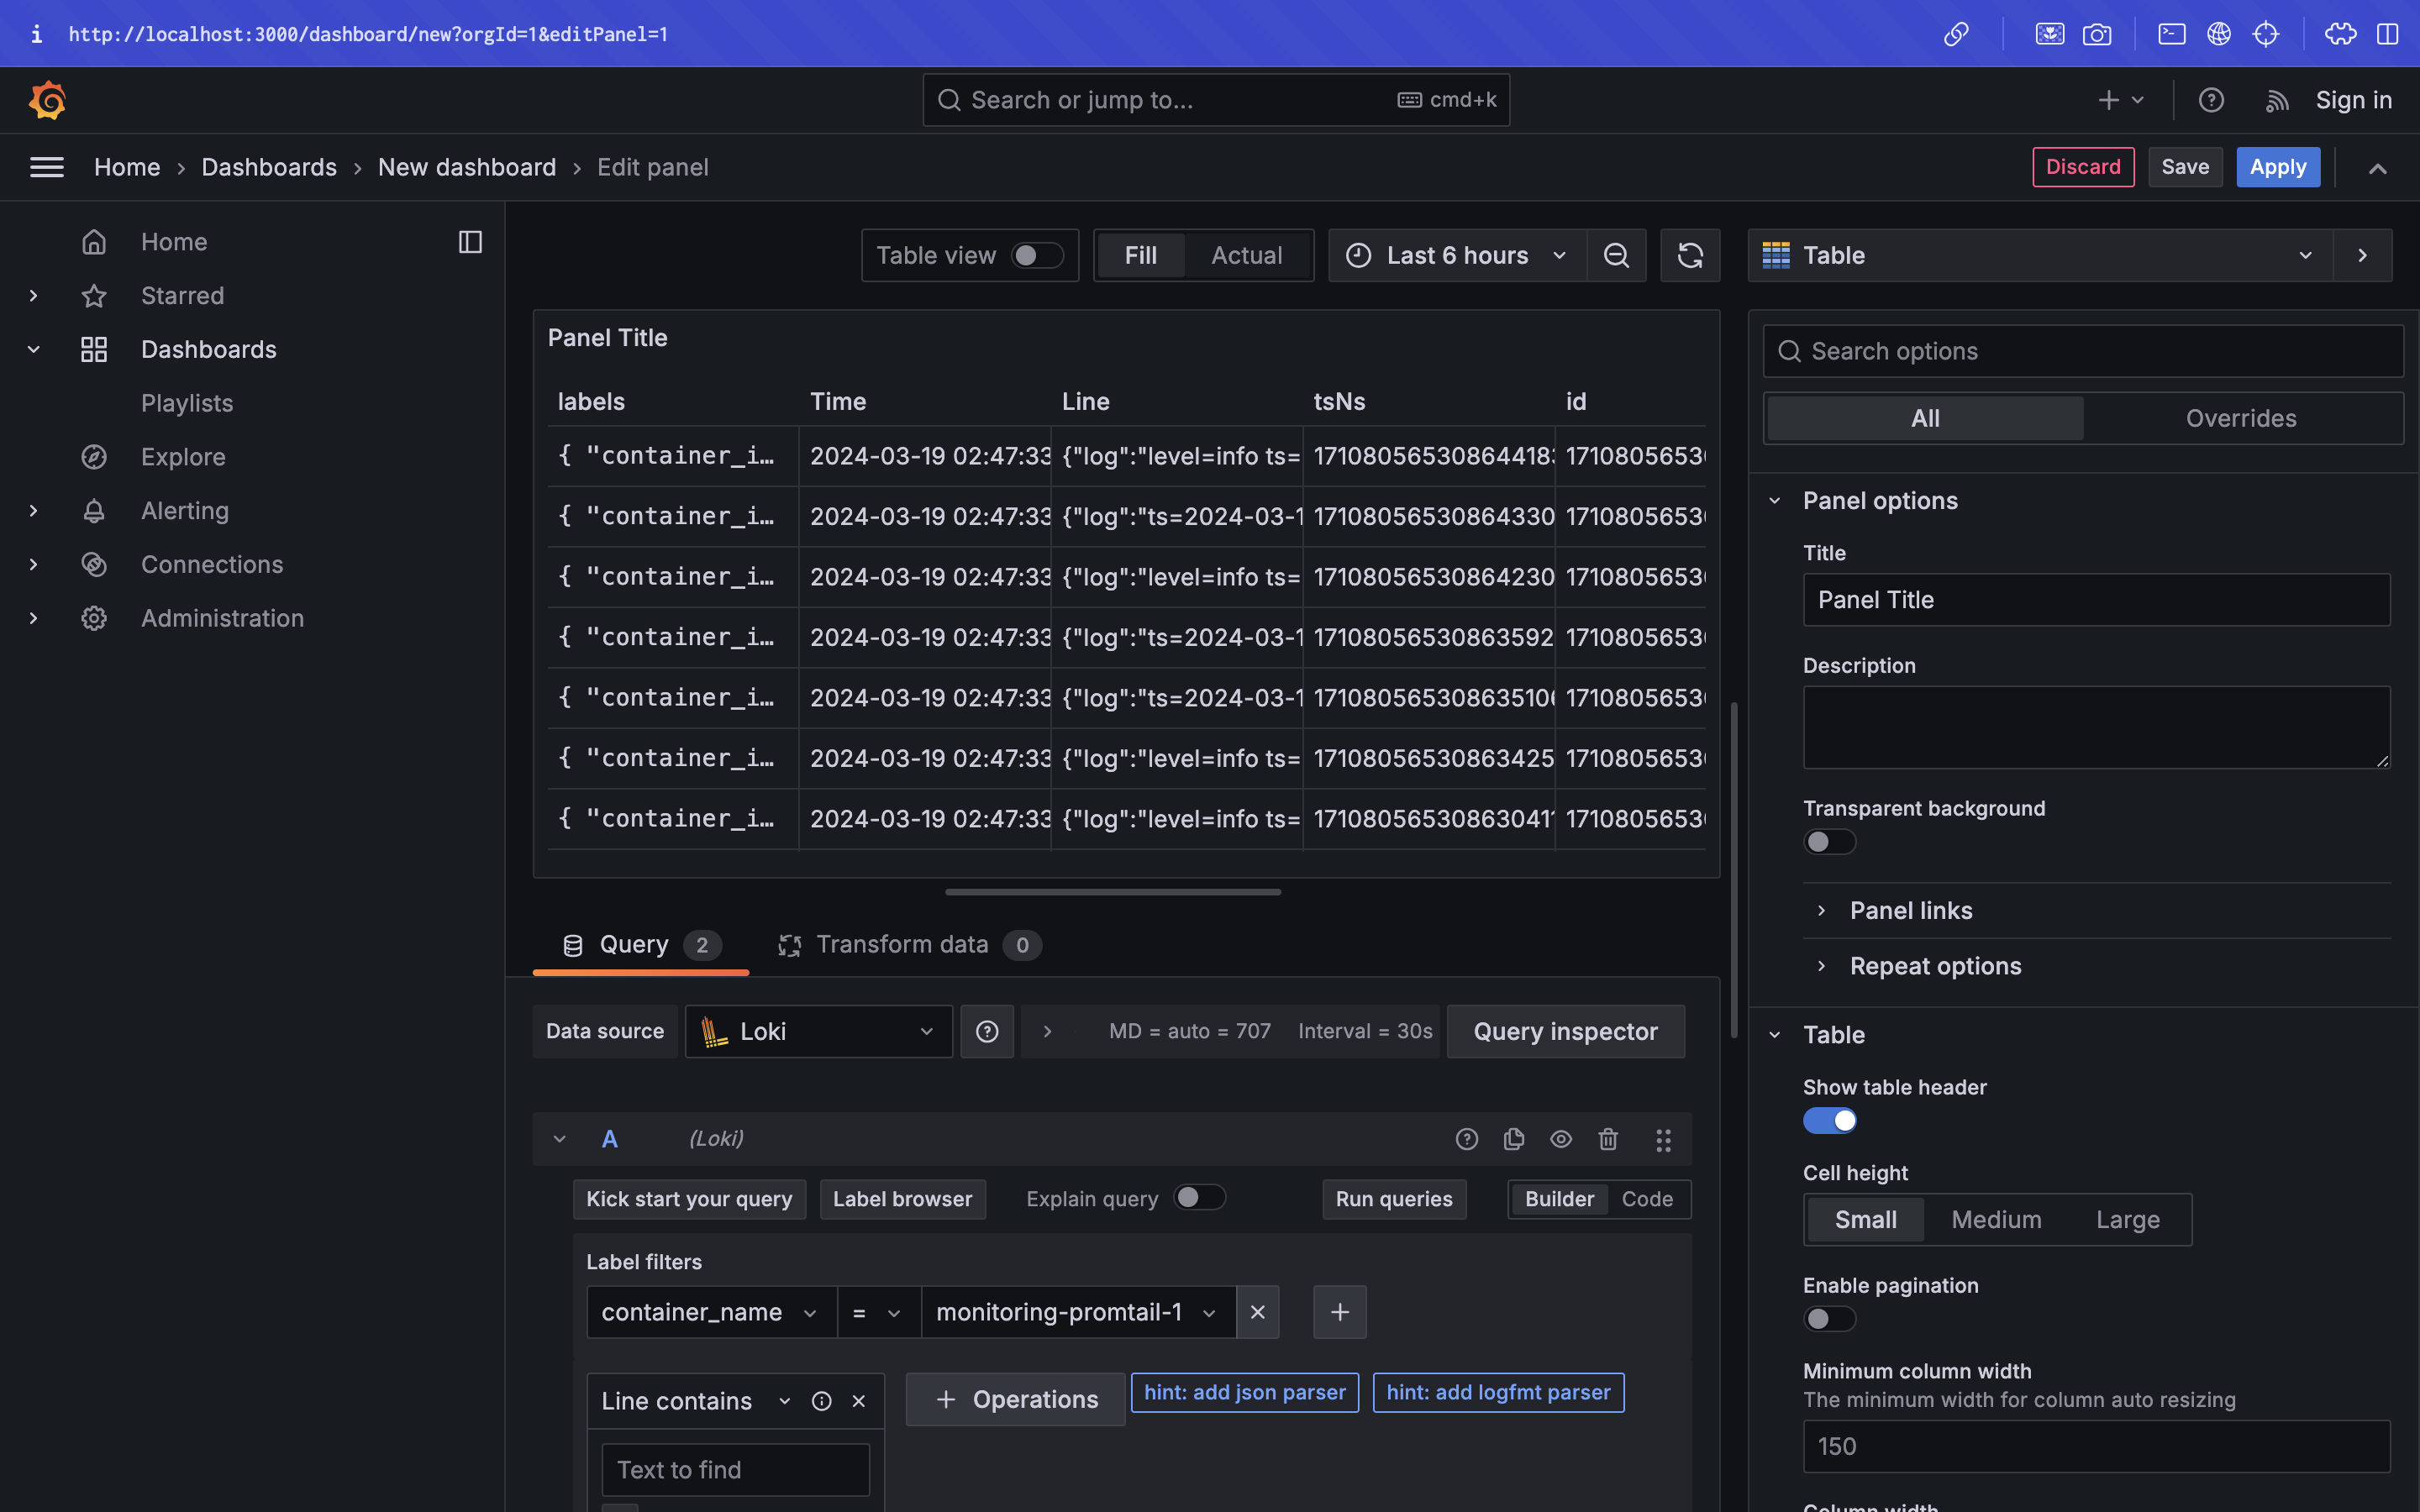 http://localhost:3000/dashboard/new?orgId=1&editPanel=1
Search or jump to... cmd+k
Sign in
Home › Dashboards › New dashboard › Edit panel
Discard Save Apply
Home
Starred
Dashboards
Playlists
Explore
Alerting
Connections
Administration
Table view Fill Actual Last 6 hours
Panel Title
labels Time Line tsNs id
{ "container_i... 2024-03-19 02:47:33 {"log":"level=info ts= 171080565308644183 17108056530
{ "container_i... 2024-03-19 02:47:33 {"log":"ts=2024-03-1 17108056530864330 17108056530
{ "container_i... 2024-03-19 02:47:33 {"log":"level=info ts= 17108056530864230 17108056530
{ "container_i... 2024-03-19 02:47:33 {"log":"ts=2024-03-1 17108056530863592 17108056530
{ "container_i... 2024-03-19 02:47:33 {"log":"ts=2024-03-1 171080565308635106 17108056530
{ "container_i... 2024-03-19 02:47:33 {"log":"level=info ts= 17108056530863425 17108056530
{ "container_i... 2024-03-19 02:47:33 {"log":"level=info ts= 171080565308630411 17108056530
Query 2 Transform data 0
Data source Loki MD = auto = 707 Interval = 30s Query inspector
A (Loki)
Kick start your query Label browser Explain query Run queries Builder Code
Label filters
container_name = monitoring-promtail-1
Line contains Operations hint: add json parser hint: add logfmt parser
Text to find
Table
Search options
All Overrides
Panel options
Title
Panel Title
Description
Transparent background
Panel links
Repeat options
Table
Show table header
Cell height
Small Medium Large
Enable pagination
Minimum column width
The minimum width for column auto resizing
150
Column width